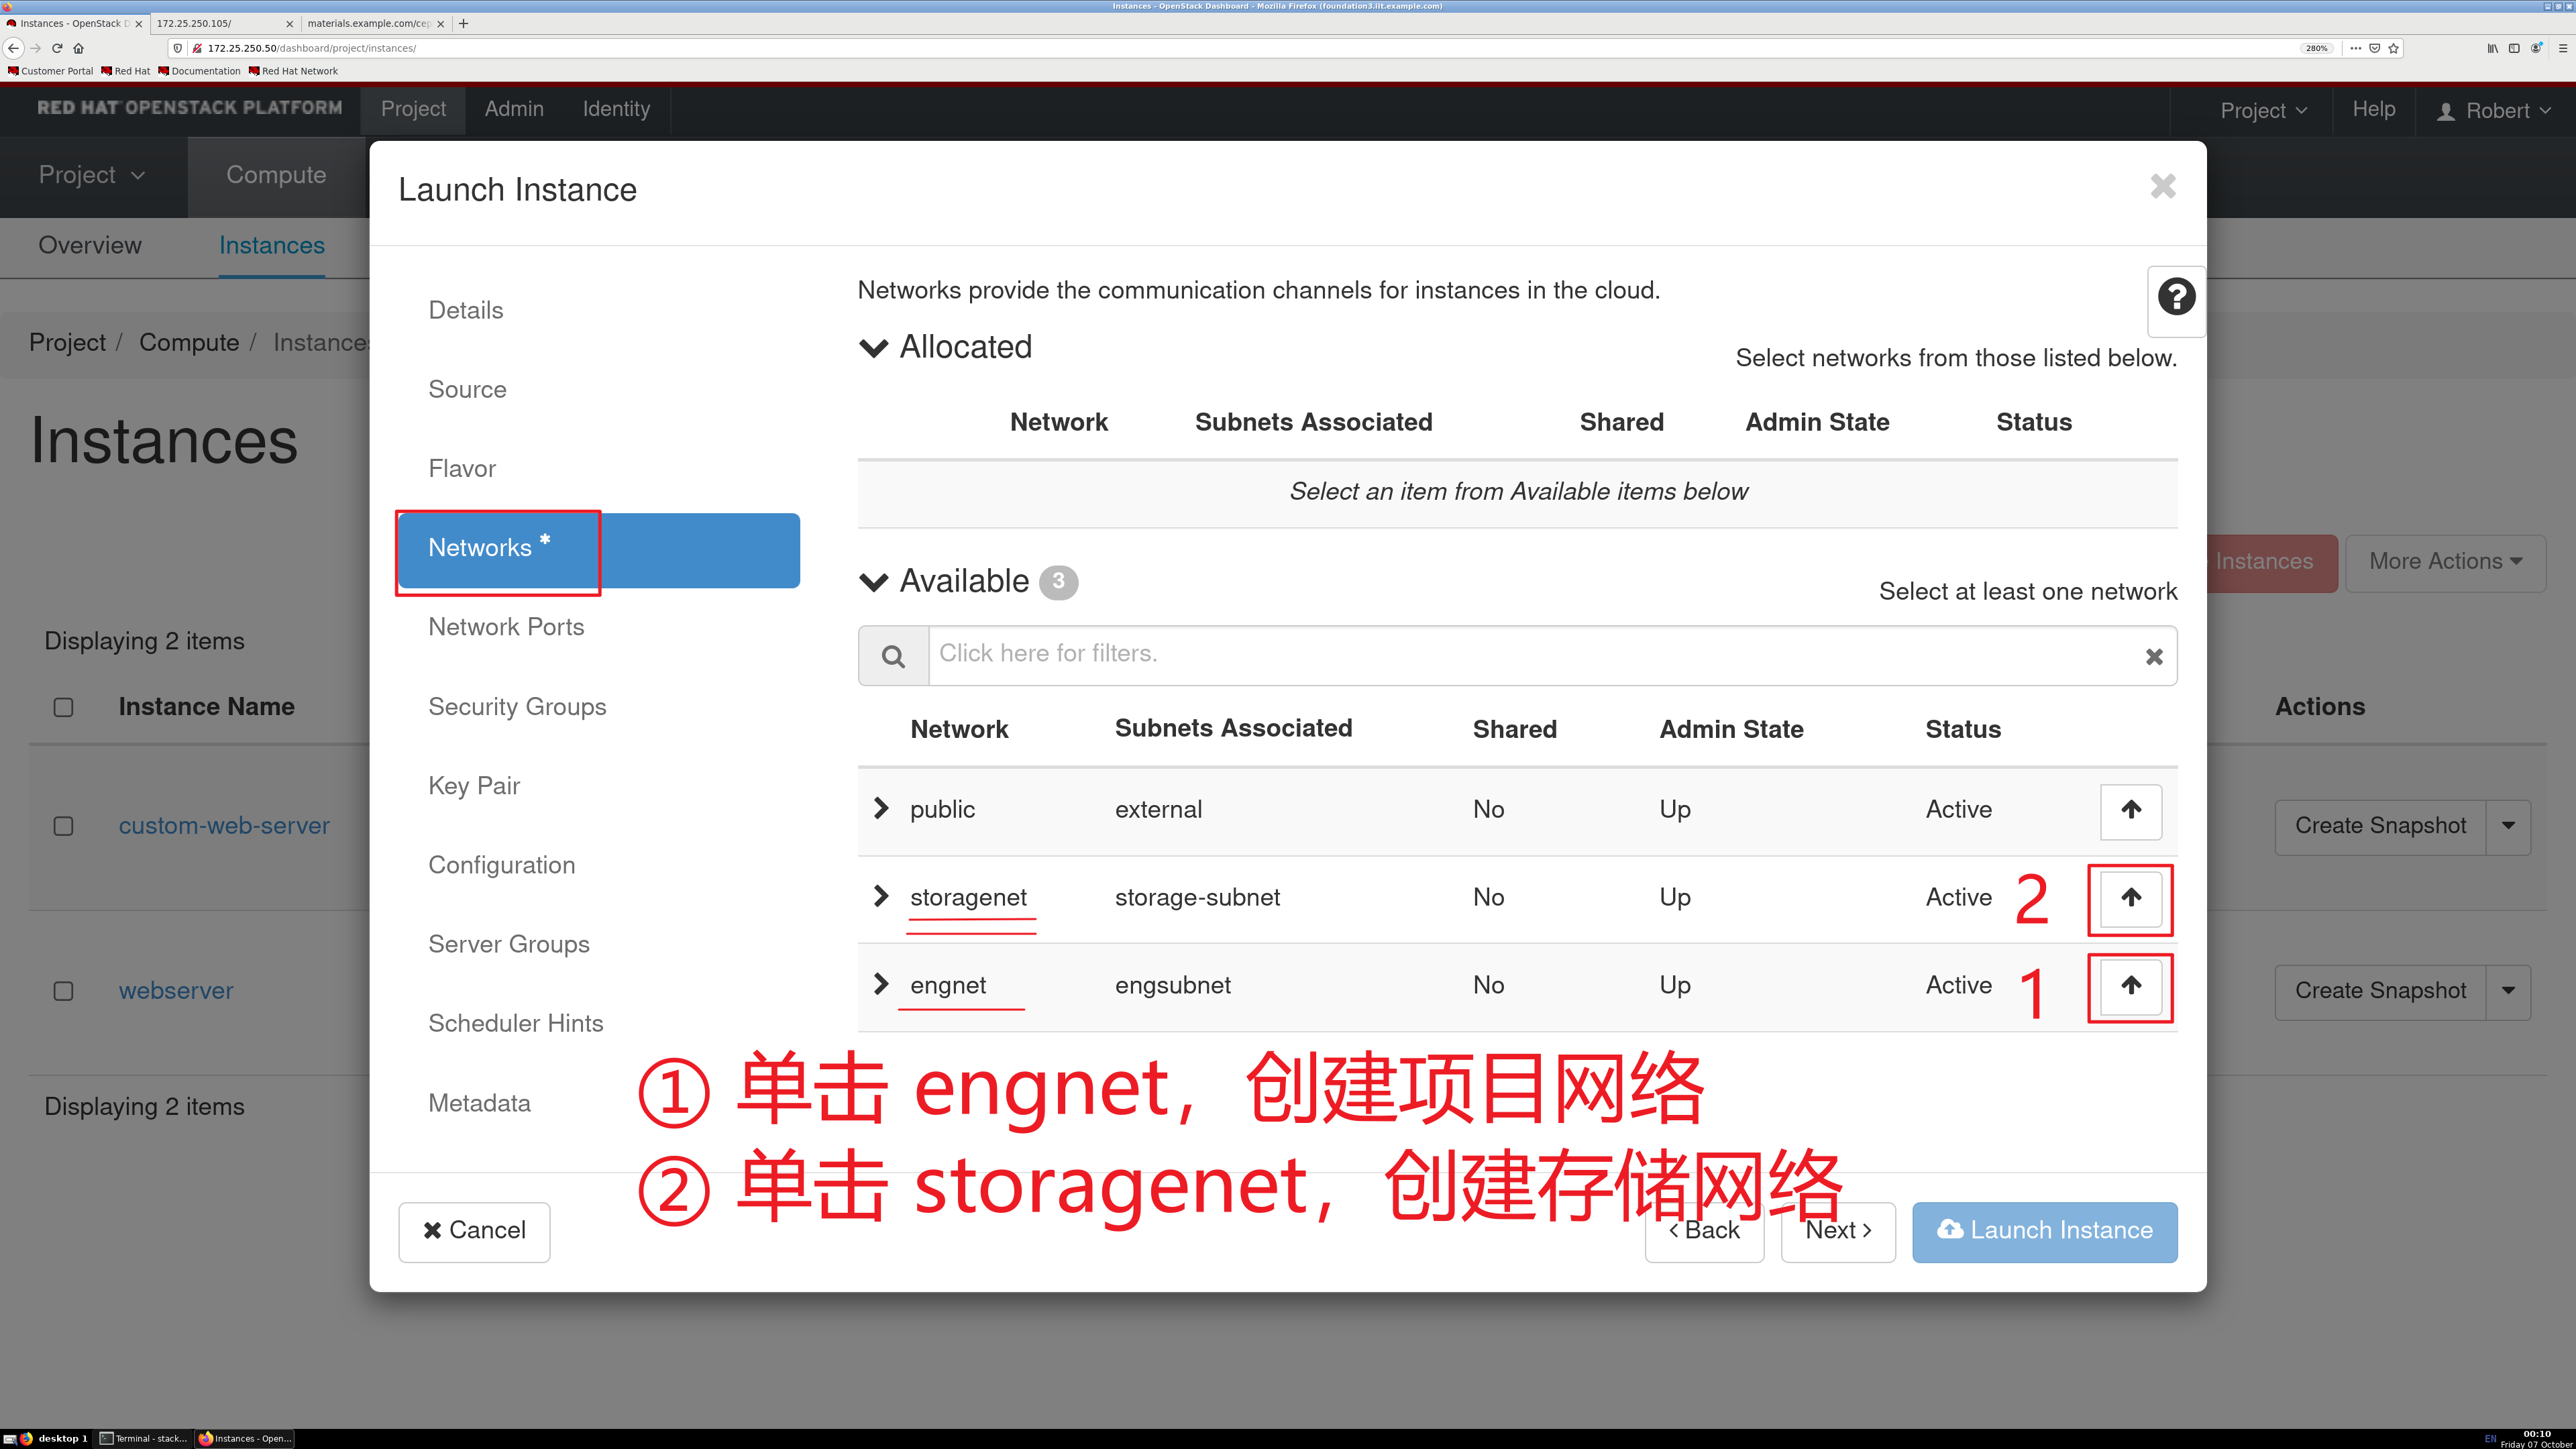 Instances - OpenStack Dashboard - Mozilla Firefox (foundation3.ilt.example.com)
Instances - OpenStack D
172.25.250.105/
materials.example.com/cep
172.25.250.50/dashboard/project/instances/
280%
Customer Portal
Red Hat
Documentation
Red Hat Network
RED HAT OPENSTACK PLATFORM
Project
Admin
Identity
Project
Help
Robert
Project
Compute
Overview
Instances
Project / Compute / Instances
Instances
Instances
More Actions
Displaying 2 items
Instance Name
Actions
custom-web-server
Create Snapshot
webserver
Create Snapshot
Displaying 2 items
Launch Instance
Details
Source
Flavor
Networks *
Network Ports
Security Groups
Key Pair
Configuration
Server Groups
Scheduler Hints
Metadata
Networks provide the communication channels for instances in the cloud.
Allocated
Select networks from those listed below.
Network Subnets Associated Shared Admin State Status
Select an item from Available items below
Available 3
Select at least one network
Click here for filters.
Network Subnets Associated Shared Admin State Status
public external No Up Active
storagenet storage-subnet No Up Active 2
engnet engsubnet No Up Active 1
① 单击 engnet，创建项目网络
② 单击 storagenet，创建存储网络
Cancel
Back
Next
Launch Instance
desktop 1
Terminal - stack...
Instances - Open...
EN
00:10
Friday 07 October